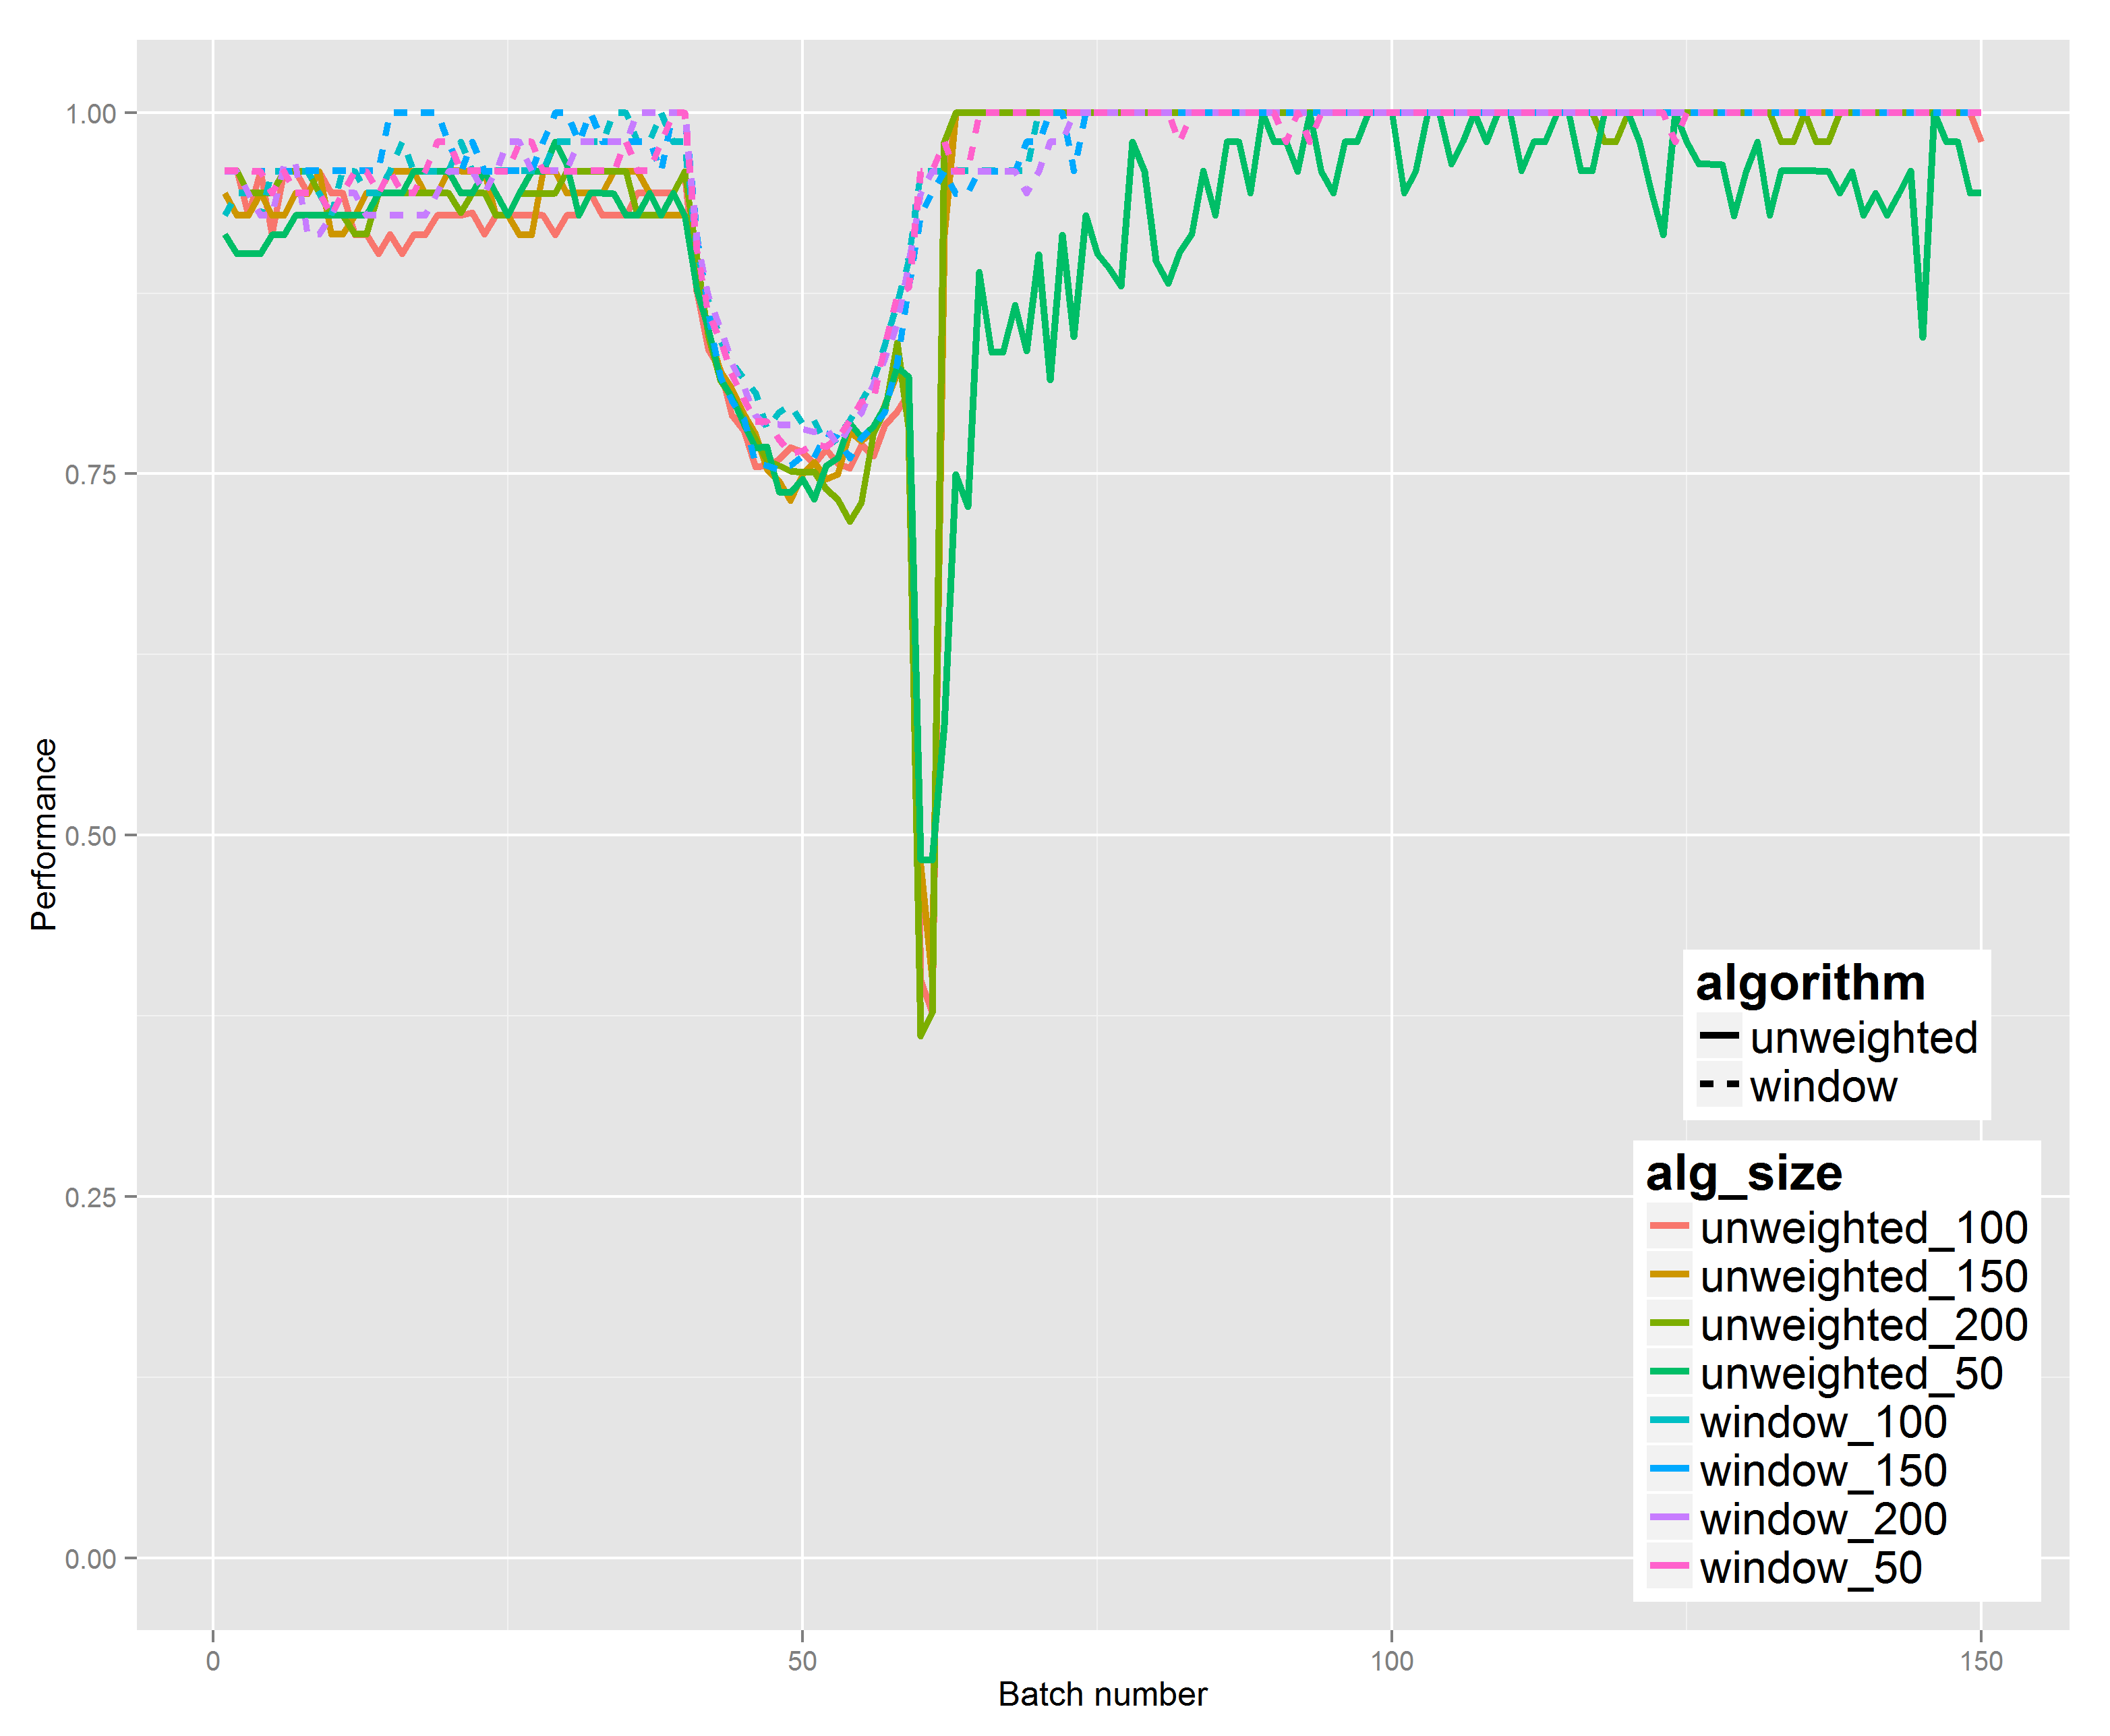 1.00
0.75
0.50
0.25
0.00
Performance
0
50
100
150
Batch number
algorithm
unweighted
window
alg_size
unweighted_100
unweighted_150
unweighted_200
unweighted_50
window_100
window_150
window_200
window_50